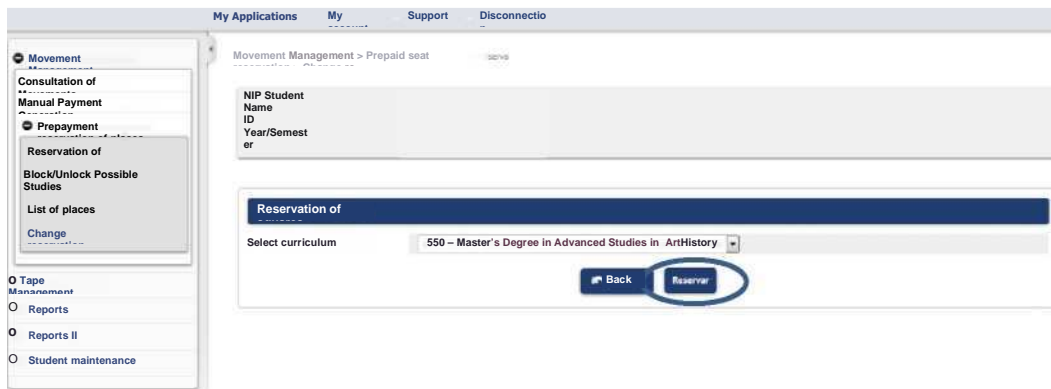 My Applications My Support Disconnectio
Movement
Consultation of
Manual Payment
Prepayment
Reservation of
Block/Unlock Possible
Studies
List of places
Change
O Tape
Management
O Reports
O Reports II
O Student maintenance
Movement Management > Prepaid seat
NIP Student
Name
ID
Year/Semest
er
Reservation of
Select curriculum 550 – Master's Degree in Advanced Studies in ArtHistory
Back Reservar